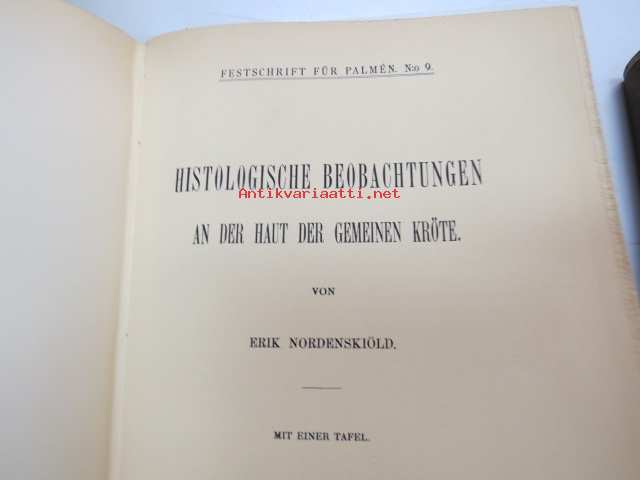 FESTSCHRIFT FÜR PALMÉN. N:o 9.
HISTOLOGISCHE BEOBACHTUNGEN
Antikvariaatti.net
AN DER HAUT DER GEMEINEN KRÖTE.
VON
ERIK NORDENSKIÖLD.
MIT EINER TAFEL.